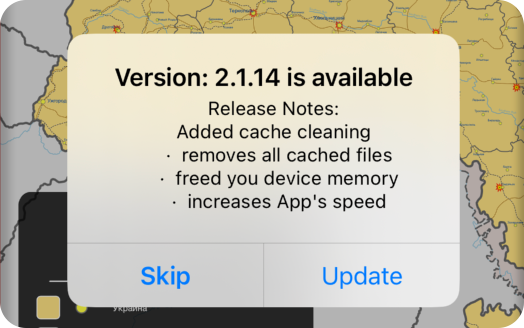 Version: 2.1.14 is available
Release Notes:
Added cache cleaning
· removes all cached files
· freed you device memory
· increases App's speed
Skip
Update
Украина